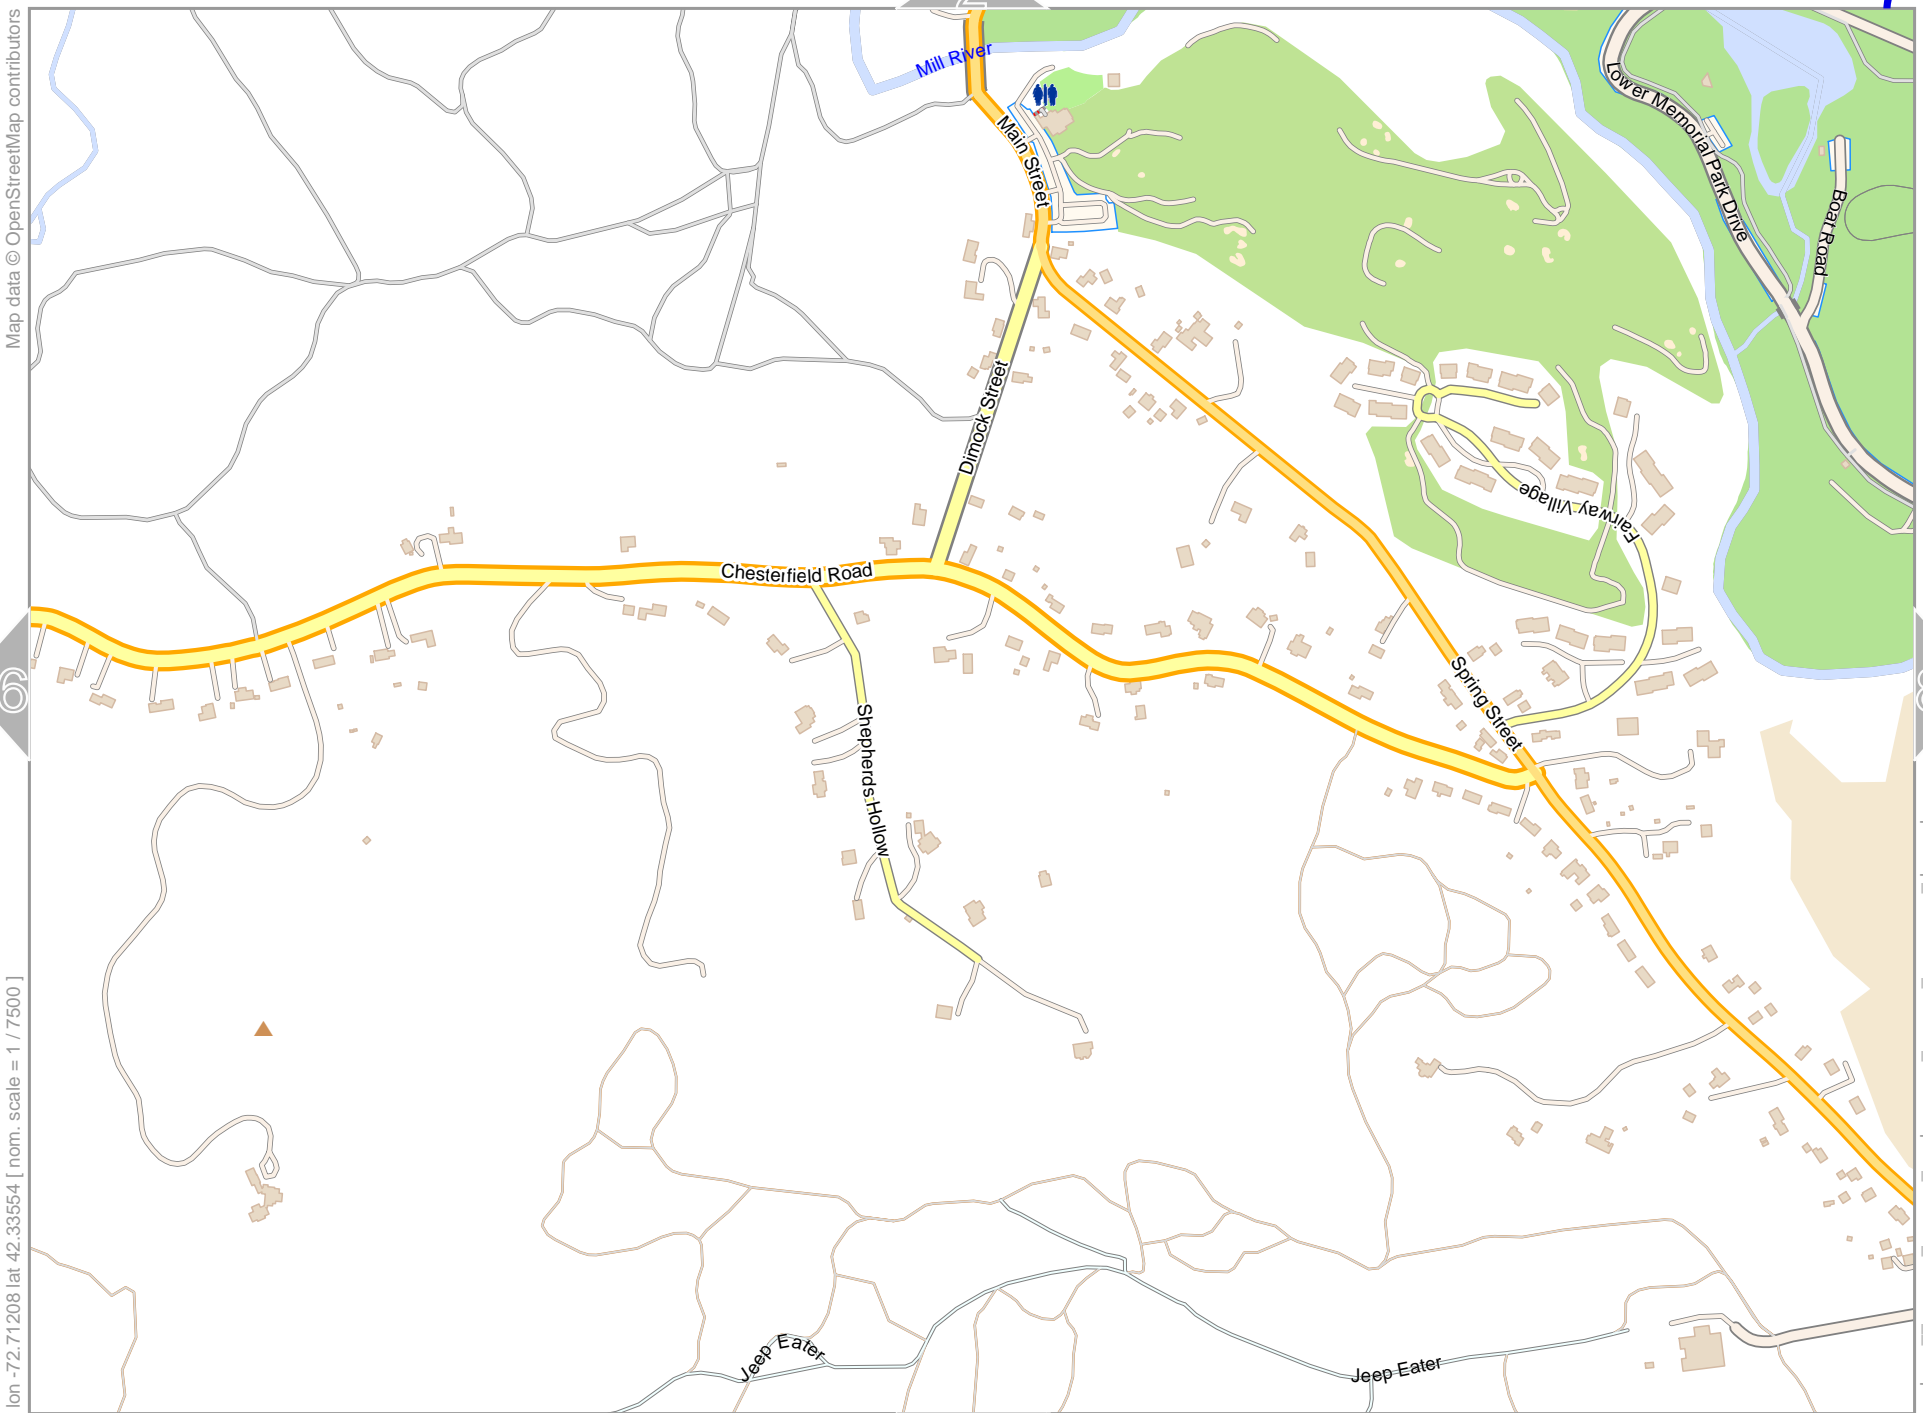 Map data © OpenStreetMap contributors
Mill River
Main Street
Lower Memorial Park Drive
Boat Road
Dimock Street
Fairway Village
Chesterfield Road
Spring Street
Shepherds Hollow
6
lon -72.71208 lat 42.33554 [ nom. scale = 1 / 7500 ]
Jeep Eater
Jeep Eater